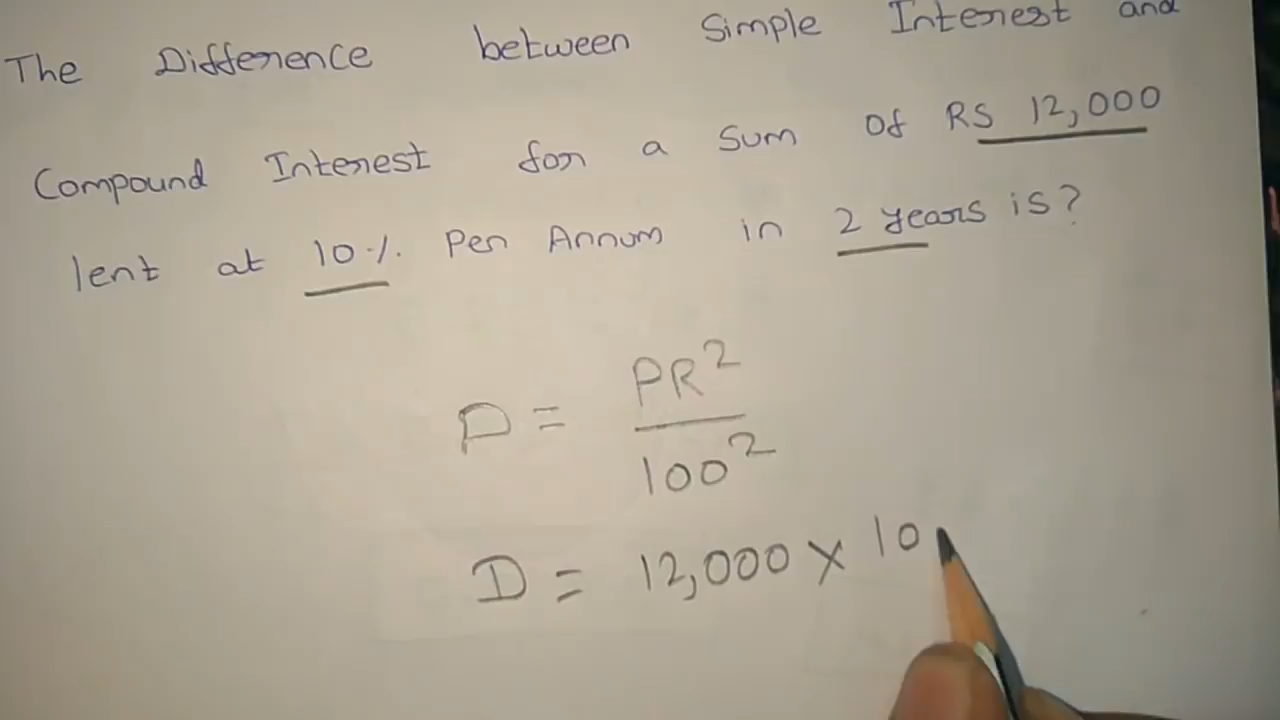 The Difference between Simple Interest and
Compound Interest for a Sum of RS 12,000
lent at 10%. Per Annum in 2 years is?
D = PR²
100²
D = 12,000 × 10